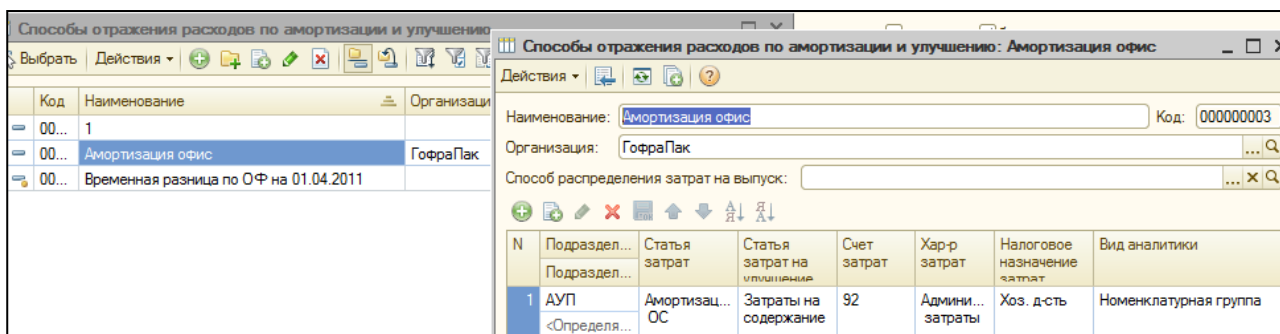 Способы отражения расходов по амортизации и улучшению
Выбрать Действия
Код Наименование Организаци
00... 1
00... Амортизация офис ГофраПак
00... Временная разница по ОФ на 01.04.2011
Способы отражения расходов по амортизации и улучшению: Амортизация офис
Действия
Наименование: Амортизация офис Код: 000000003
Организация: ГофраПак ...
Способ распределения затрат на выпуск: ...
N Подраздел... Статья затрат Статья затрат на улучшение Счет затрат Хар-р затрат Налоговое назначение затрат Вид аналитики
Подраздел...
1 АУП Амортизац... ОС Затраты на содержание 92 Админи... затраты Хоз. д-сть Номенклатурная группа
<Определя...